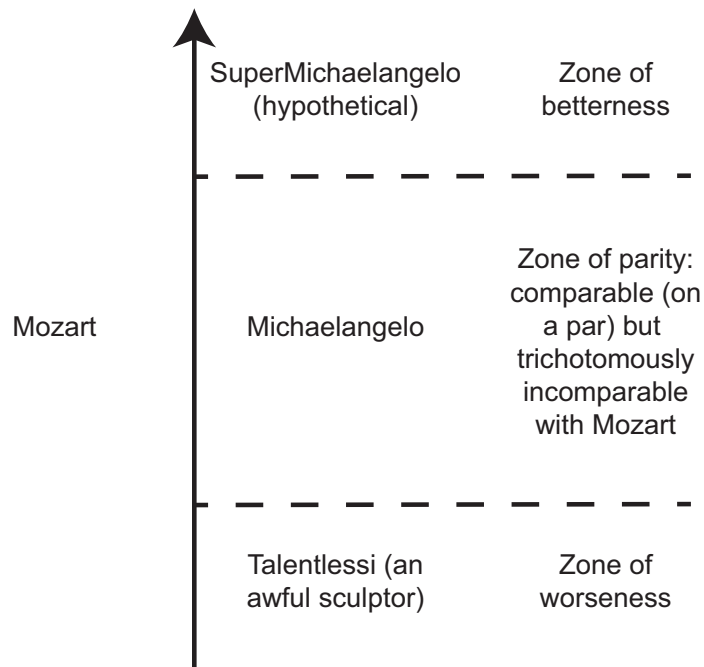 SuperMichaelangelo
(hypothetical)
Zone of
betterness
Mozart
Michaelangelo
Zone of parity:
comparable (on
a par) but
trichotomously
incomparable
with Mozart
Talentlessi (an
awful sculptor)
Zone of
worseness